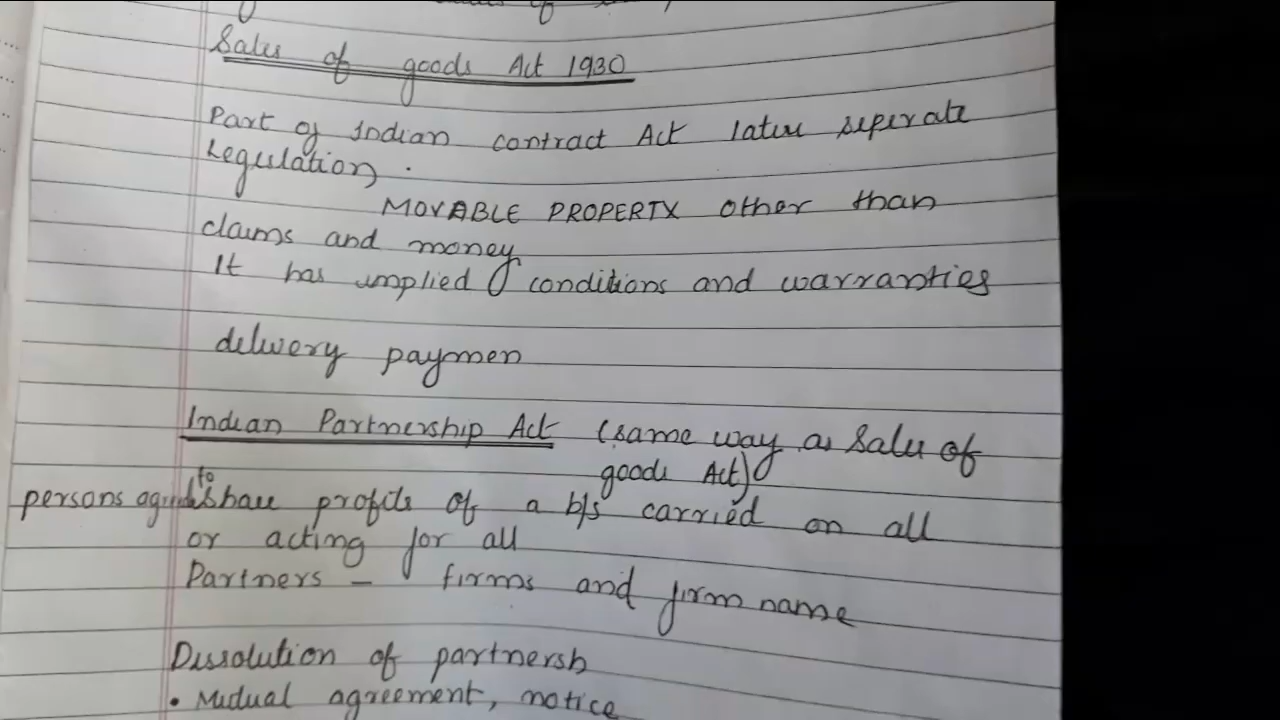 Sales of goods Act 1930
Part of Indian contract Act later seperate
regulation.
MOVABLE PROPERTY other than
claims and money
It has implied conditions and warranties
delivery paymen
Indian Partnership Act (same way as Sales of
goods Act)
to
persons agreed share profits of a b/s carried on all
or acting for all
Partners - firms and firm name
Dissolution of partnersh
• Mutual agreement, notice